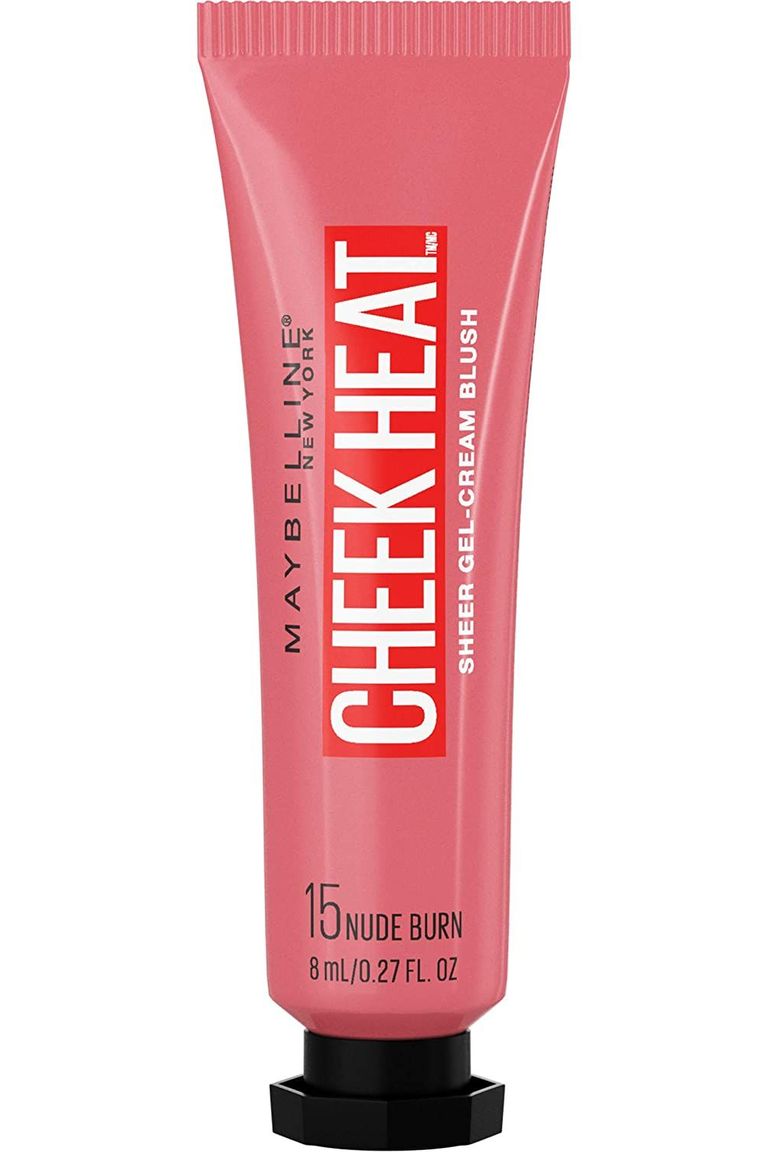 MAYBELLINE®
NEW YORK
CHEEK HEAT TM/MC
SHEER GEL-CREAM BLUSH
15 NUDE BURN
8 mL/0.27 FL. OZ